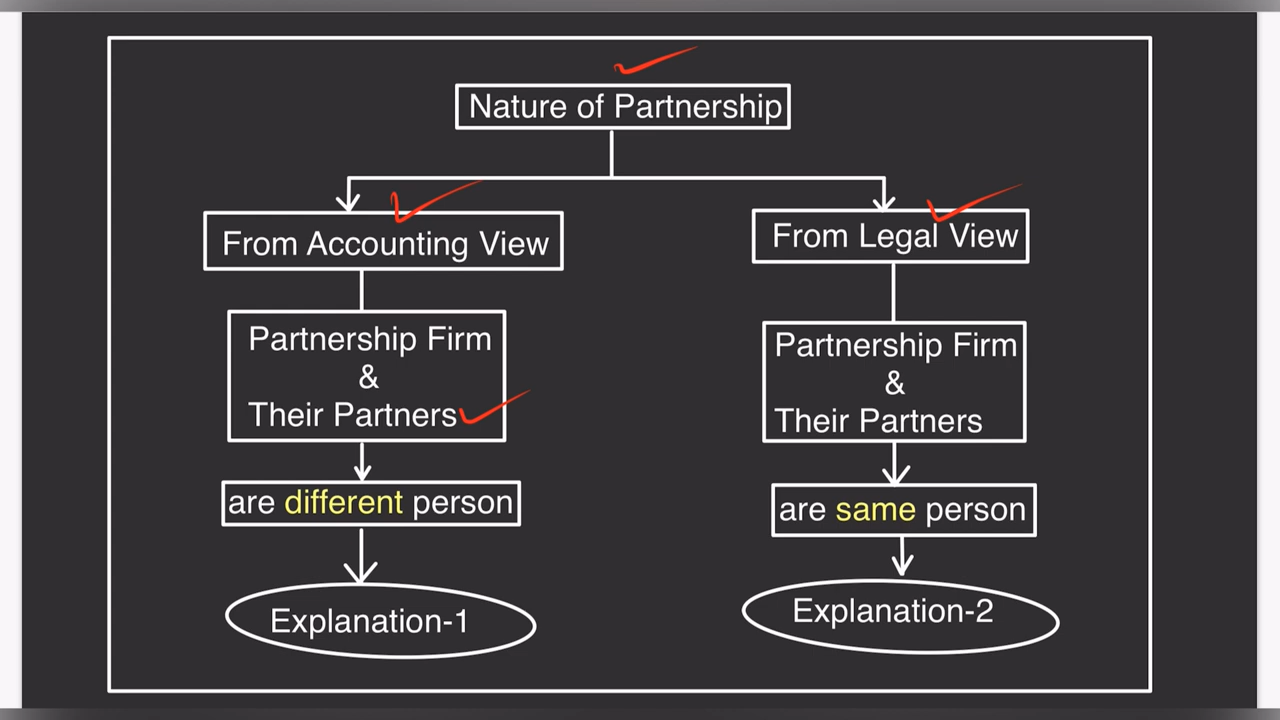 Nature of Partnership
From Accounting View
Partnership Firm
&
Their Partners
are different person
Explanation-1
From Legal View
Partnership Firm
&
Their Partners
are same person
Explanation-2